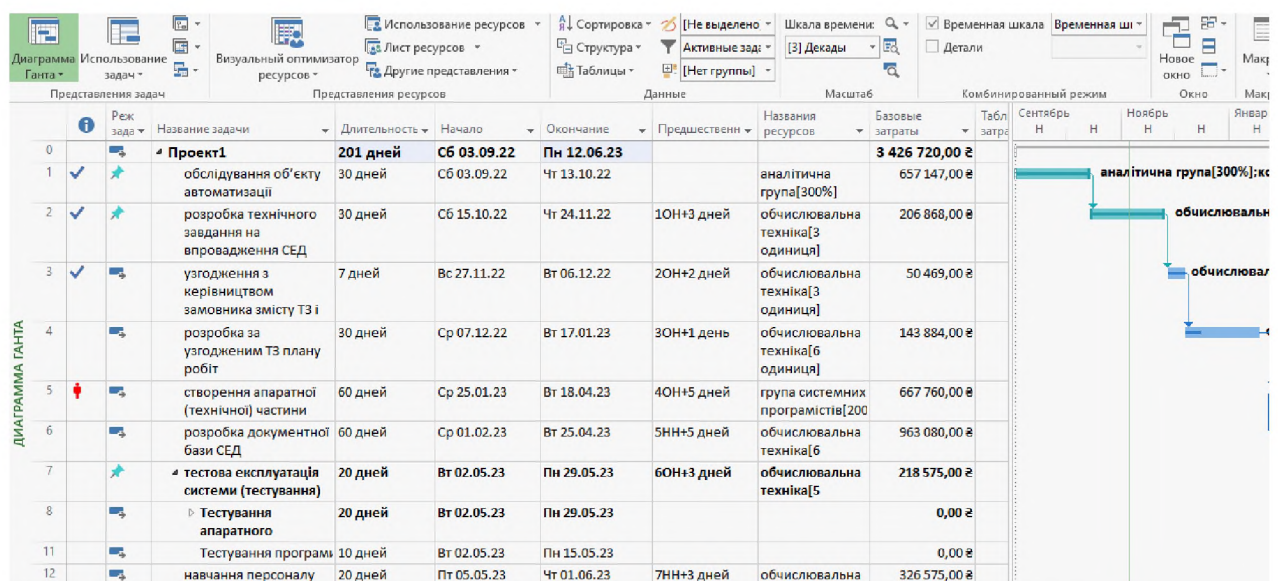 Диаграмма Ганта
Использование задач
Представления задач
Визуальный оптимизатор ресурсов
Использование ресурсов
Лист ресурсов
Другие представления
Представления ресурсов
Сортировка
Структура
Таблицы
[Не выделено
Активные зада
[Нет группы]
Данные
Шкала времени:
[3] Декады
Масштаб
Временная шкала
Временная ш
Детали
Комбинированный режим
Новое окно
Окно
Макр
Макр
Реж зада
Название задачи
Длительность
Начало
Окончание
Предшественн
Названия ресурсов
Базовые затраты
Табл затра
Сентябрь Ноябрь Январ
Н Н Н Н Н
0 Проект1 201 дней Сб 03.09.22 Пн 12.06.23 3 426 720,00 ₴
1 обслідування об’єкту автоматизації 30 дней Сб 03.09.22 Чт 13.10.22 аналітична група[300%] 657 147,00 ₴
2 розробка технічного завдання на впровадження СЕД 30 дней Сб 15.10.22 Чт 24.11.22 1ОН+3 дней обчислювальна техніка[3 одиниця] 206 868,00 ₴
3 узгодження з керівництвом замовника змісту ТЗ і 7 дней Вс 27.11.22 Вт 06.12.22 2ОН+2 дней обчислювальна техніка[3 одиниця] 50 469,00 ₴
4 розробка за узгодженим ТЗ плану робіт 30 дней Ср 07.12.22 Вт 17.01.23 3ОН+1 день обчислювальна техніка[6 одиниця] 143 884,00 ₴
5 створення апаратної (технічної) частини 60 дней Ср 25.01.23 Вт 18.04.23 4ОН+5 дней група системних програмістів[200 667 760,00 ₴
6 розробка документної бази СЕД 60 дней Ср 01.02.23 Вт 25.04.23 5НН+5 дней обчислювальна техніка[6 963 080,00 ₴
7 тестова експлуатація системи (тестування) 20 дней Вт 02.05.23 Пн 29.05.23 6ОН+3 дней обчислювальна техніка[5 218 575,00 ₴
8 Тестування апаратного 20 дней Вт 02.05.23 Пн 29.05.23 0,00 ₴
11 Тестування програм 10 дней Вт 02.05.23 Пн 15.05.23 0,00 ₴
12 навчання персоналу 20 дней Пт 05.05.23 Чт 01.06.23 7НН+3 дней обчислювальна 326 575,00 ₴
аналітична група[300%];ко
обчислювальн
обчислювал
ДИАГРАММА ГАНТА